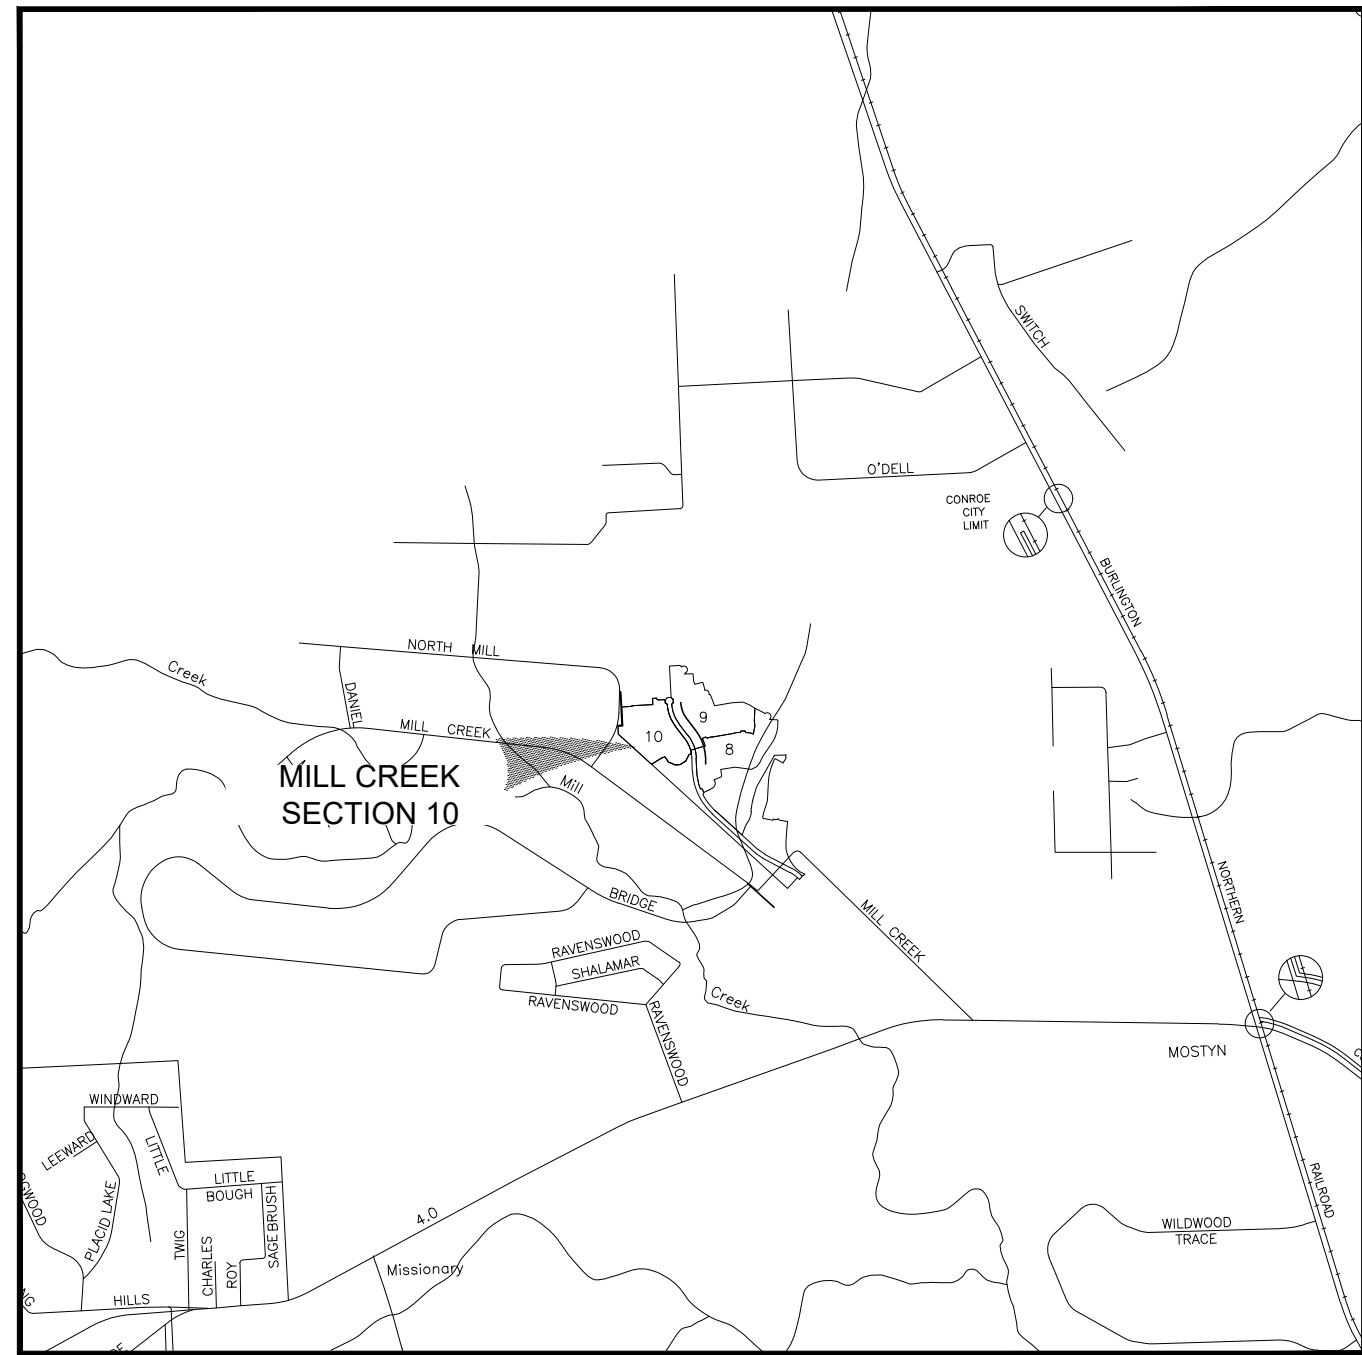 SWITCH
O'DELL
CONROE
CITY
LIMIT
BURLINGTON
NORTH MILL
Creek
DANIEL
MILL CREEK
9
10
8
MILL CREEK
SECTION 10
Mill
NORTHERN
BRIDGE
MILL CREEK
RAVENSWOOD
SHALAMAR
RAVENSWOOD
RAVENSWOOD
Creek
MOSTYN
WINDWARD
LEEWARD
LITTLE
LITTLE
BOUGH
OGWOOD
PLACID LAKE
TWIG
CHARLES
ROY
SAGE BRUSH
4.0
RAILROAD
WILDWOOD
TRACE
Missionary
NG
HILLS